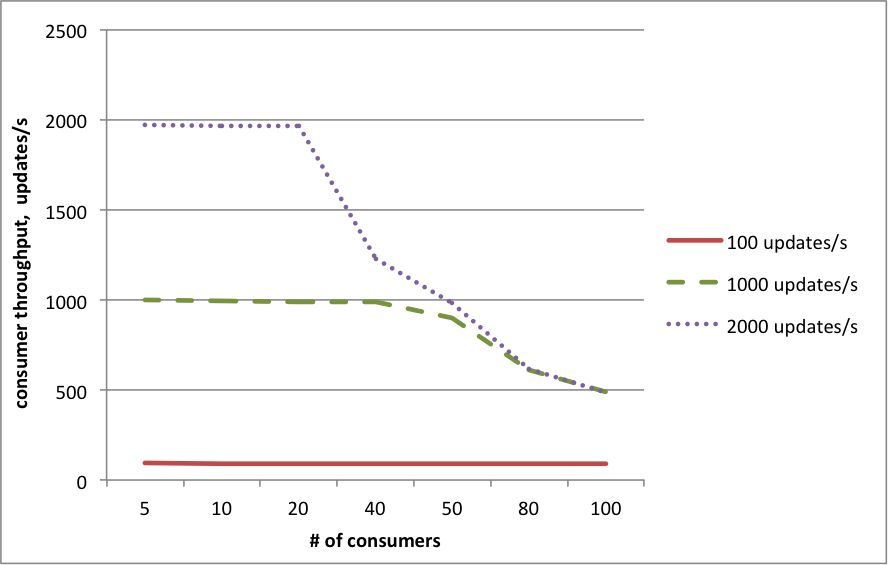 2500
2000
1500
1000
500
0
consumer throughput, updates/s
5 10 20 40 50 80 100
# of consumers
100 updates/s
1000 updates/s
2000 updates/s